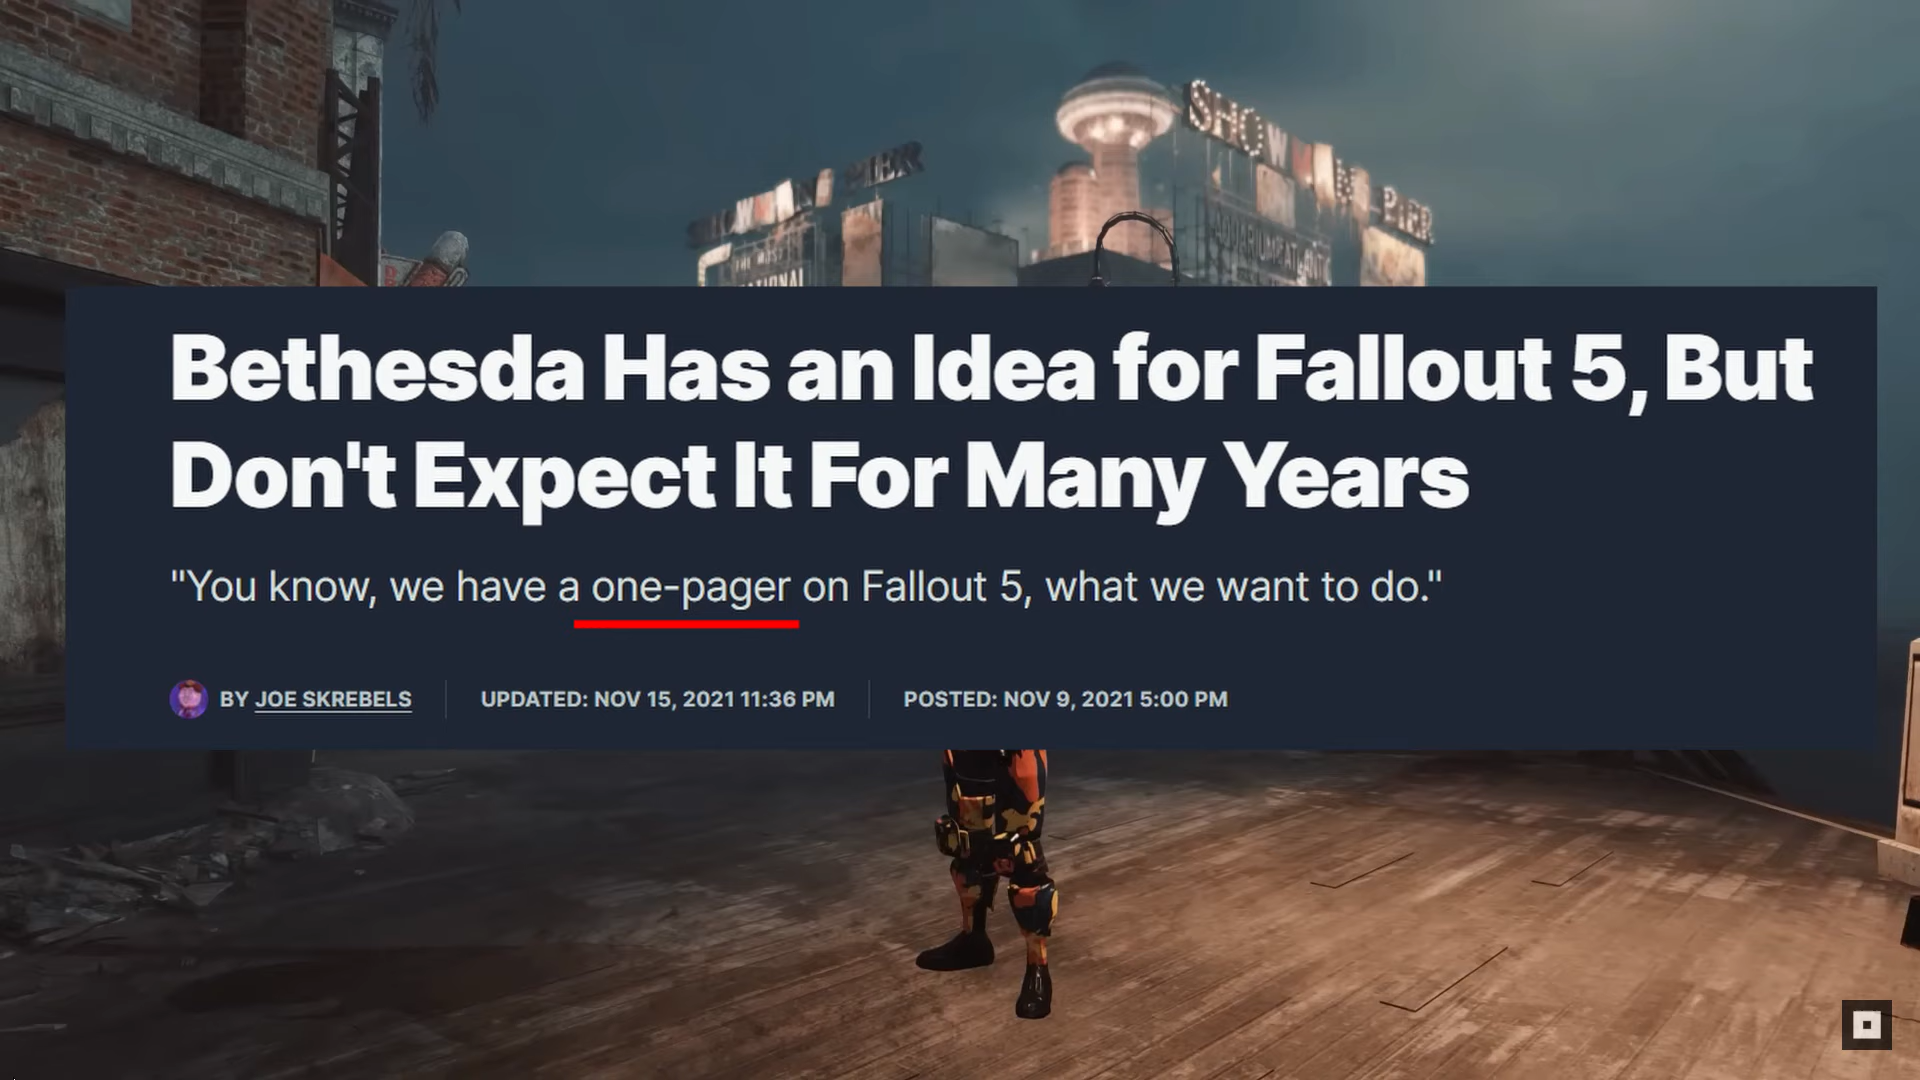 SHOWMEN'S PIER
Bethesda Has an Idea for Fallout 5, But
Don't Expect It For Many Years
"You know, we have a one-pager on Fallout 5, what we want to do."
BY JOE SKREBELS
UPDATED: NOV 15, 2021 11:36 PM
POSTED: NOV 9, 2021 5:00 PM